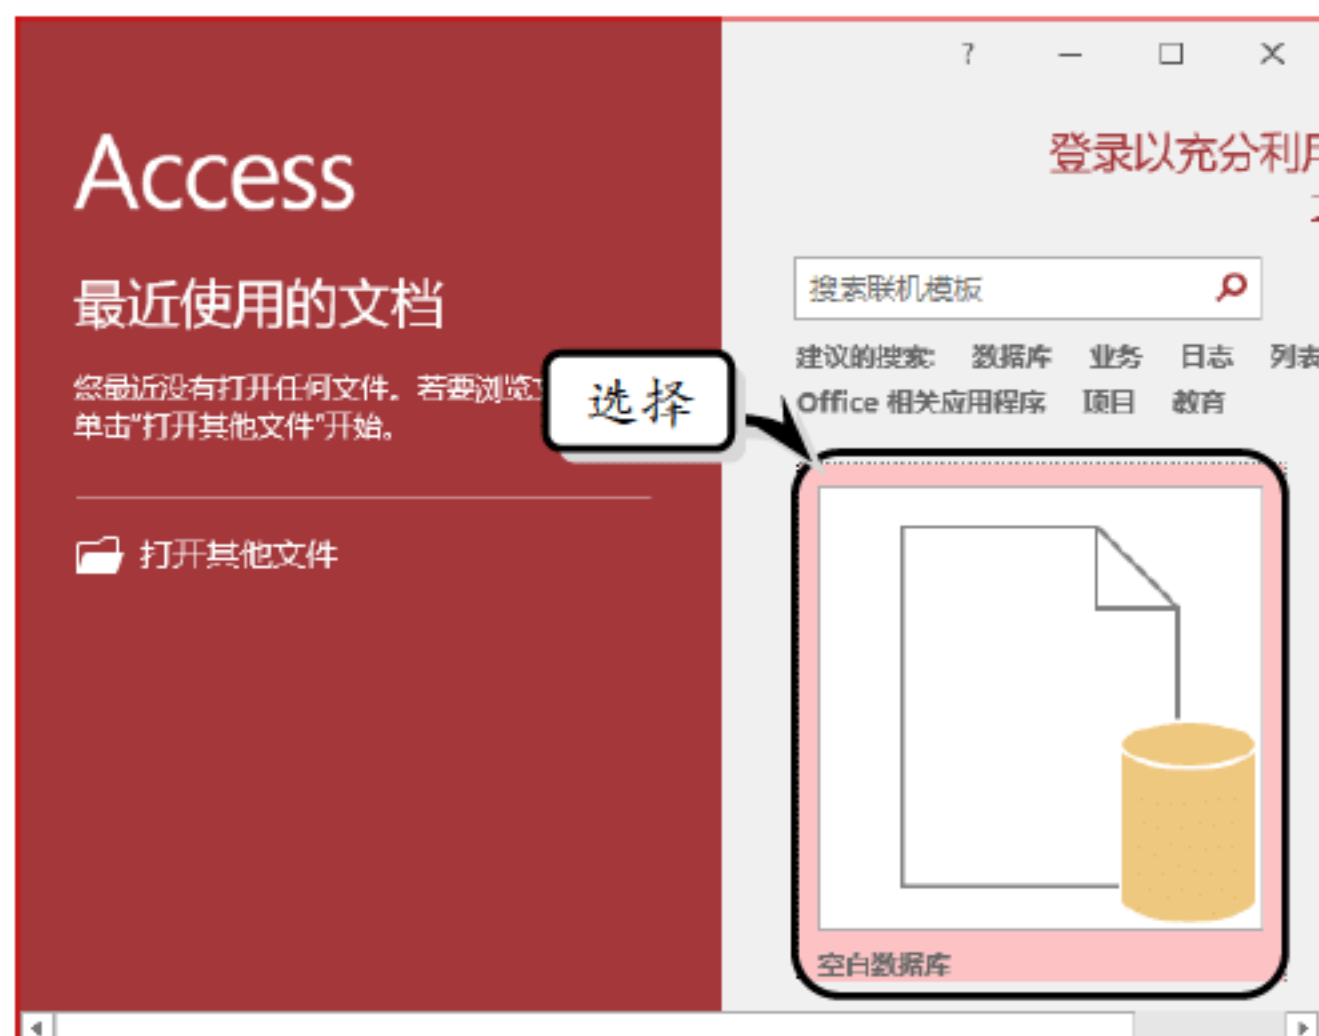 Access
最近使用的文档
您最近没有打开任何文件。若要浏览
单击"打开其他文件"开始。
打开其他文件
?
登录以充分利
搜索联机模板
建议的搜索: 数据库 业务 日志 列表
Office 相关应用程序 项目 教育
选择
空白数据库